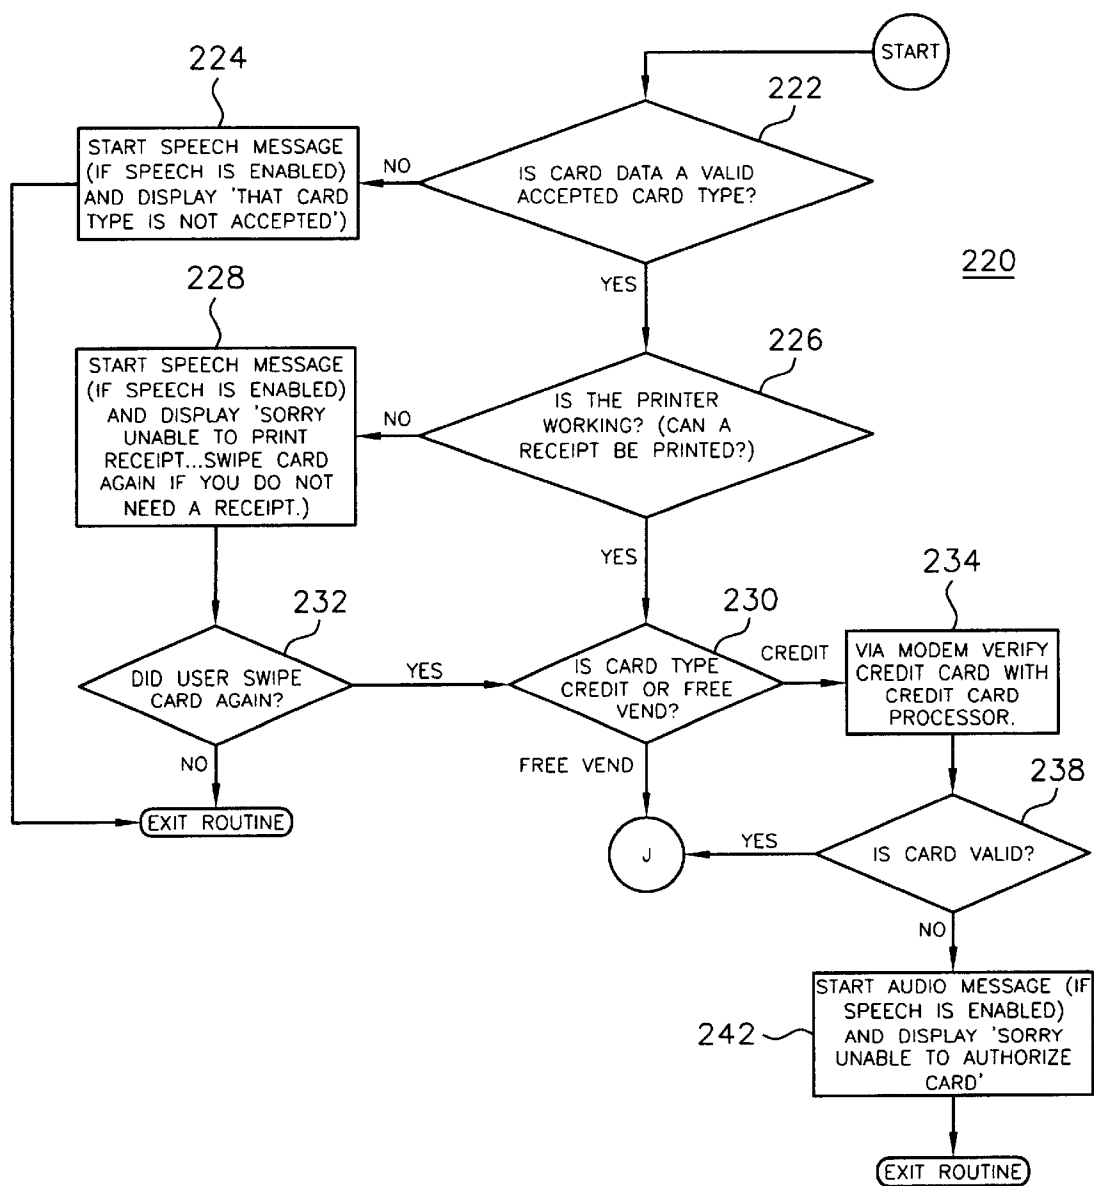 START
224
222
START SPEECH MESSAGE
(IF SPEECH IS ENABLED)
AND DISPLAY 'THAT CARD
TYPE IS NOT ACCEPTED')
NO
IS CARD DATA A VALID
ACCEPTED CARD TYPE?
YES
220
228
226
START SPEECH MESSAGE
(IF SPEECH IS ENABLED)
AND DISPLAY 'SORRY
UNABLE TO PRINT
RECEIPT...SWIPE CARD
AGAIN IF YOU DO NOT
NEED A RECEIPT.)
NO
IS THE PRINTER
WORKING? (CAN A
RECEIPT BE PRINTED?)
YES
232
230
234
DID USER SWIPE
CARD AGAIN?
YES
IS CARD TYPE
CREDIT OR FREE
VEND?
CREDIT
VIA MODEM VERIFY
CREDIT CARD WITH
CREDIT CARD
PROCESSOR.
NO
FREE VEND
238
EXIT ROUTINE
J
YES
IS CARD VALID?
NO
242
START AUDIO MESSAGE (IF
SPEECH IS ENABLED)
AND DISPLAY 'SORRY
UNABLE TO AUTHORIZE
CARD'
EXIT ROUTINE